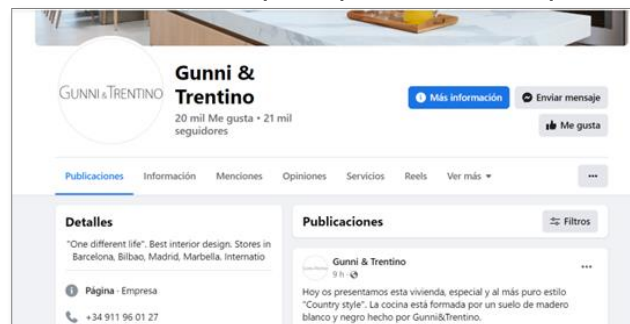 GUNNI & TRENTINO
Gunni &
Trentino
20 mil Me gusta • 21 mil
seguidores
Más información
Enviar mensaje
Me gusta
Publicaciones Información Menciones Opiniones Servicios Reels Ver más
Detalles
"One different life". Best interior design. Stores in
Barcelona, Bilbao, Madrid, Marbella. Internatio
Página · Empresa
+34 911 96 01 27
Publicaciones
Filtros
Gunni & Trentino
9 h ·
Hoy os presentamos esta vivienda, especial y al más puro estilo
"Country style". La cocina está formada por un suelo de madero
blanco y negro hecho por Gunni&Trentino.